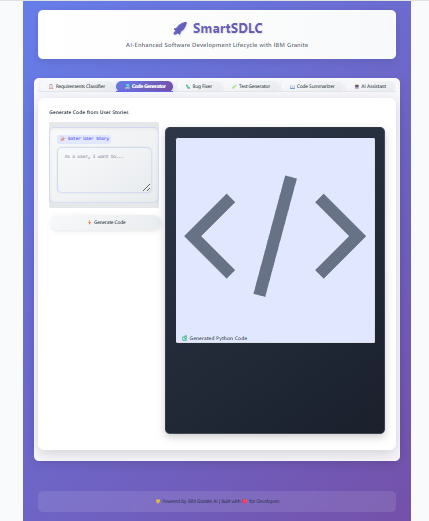 🚀 SmartSDLC
AI-Enhanced Software Development Lifecycle with IBM Granite
Requirements Classifier
Code Generator
Bug Fixer
Test Generator
Code Summarizer
AI Assistant
Generate Code from User Stories
Enter User Story
As a user, I want to...
Generate Code
</>
Generated Python Code
Powered by IBM Granite AI | Built with ❤️ for Developers